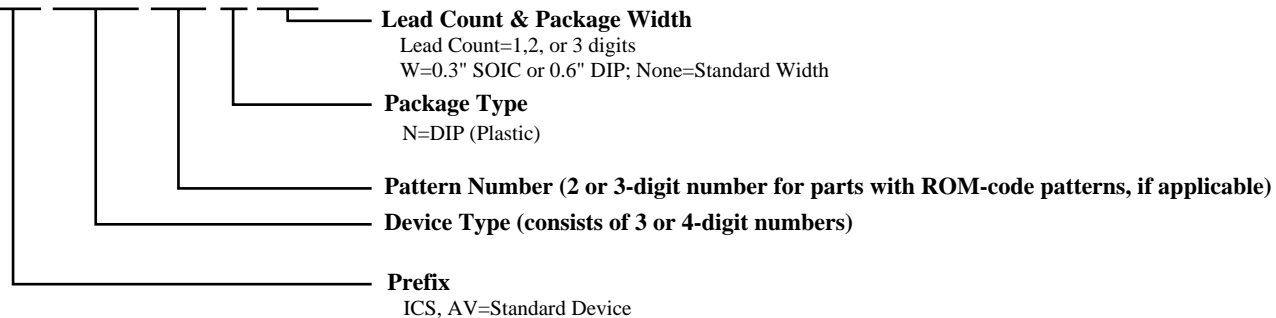 Lead Count & Package Width
Lead Count=1,2, or 3 digits
W=0.3" SOIC or 0.6" DIP; None=Standard Width
Package Type
N=DIP (Plastic)
Pattern Number (2 or 3-digit number for parts with ROM-code patterns, if applicable)
Device Type (consists of 3 or 4-digit numbers)
Prefix
ICS, AV=Standard Device